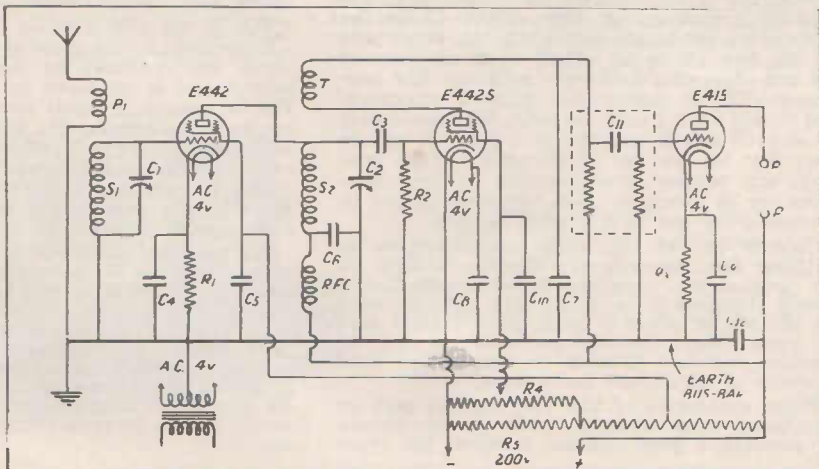 E442
E442S
E415
P1
T
C3
C11
S1
C1
AC
4v
S2
C2
R2
AC
4v
AC
4v
P
P
C6
RFC
C4
R1
C5
C8
C10
C7
A.C. 4v
EARTH
BUS-BAR
R4
R5
200v
-
+